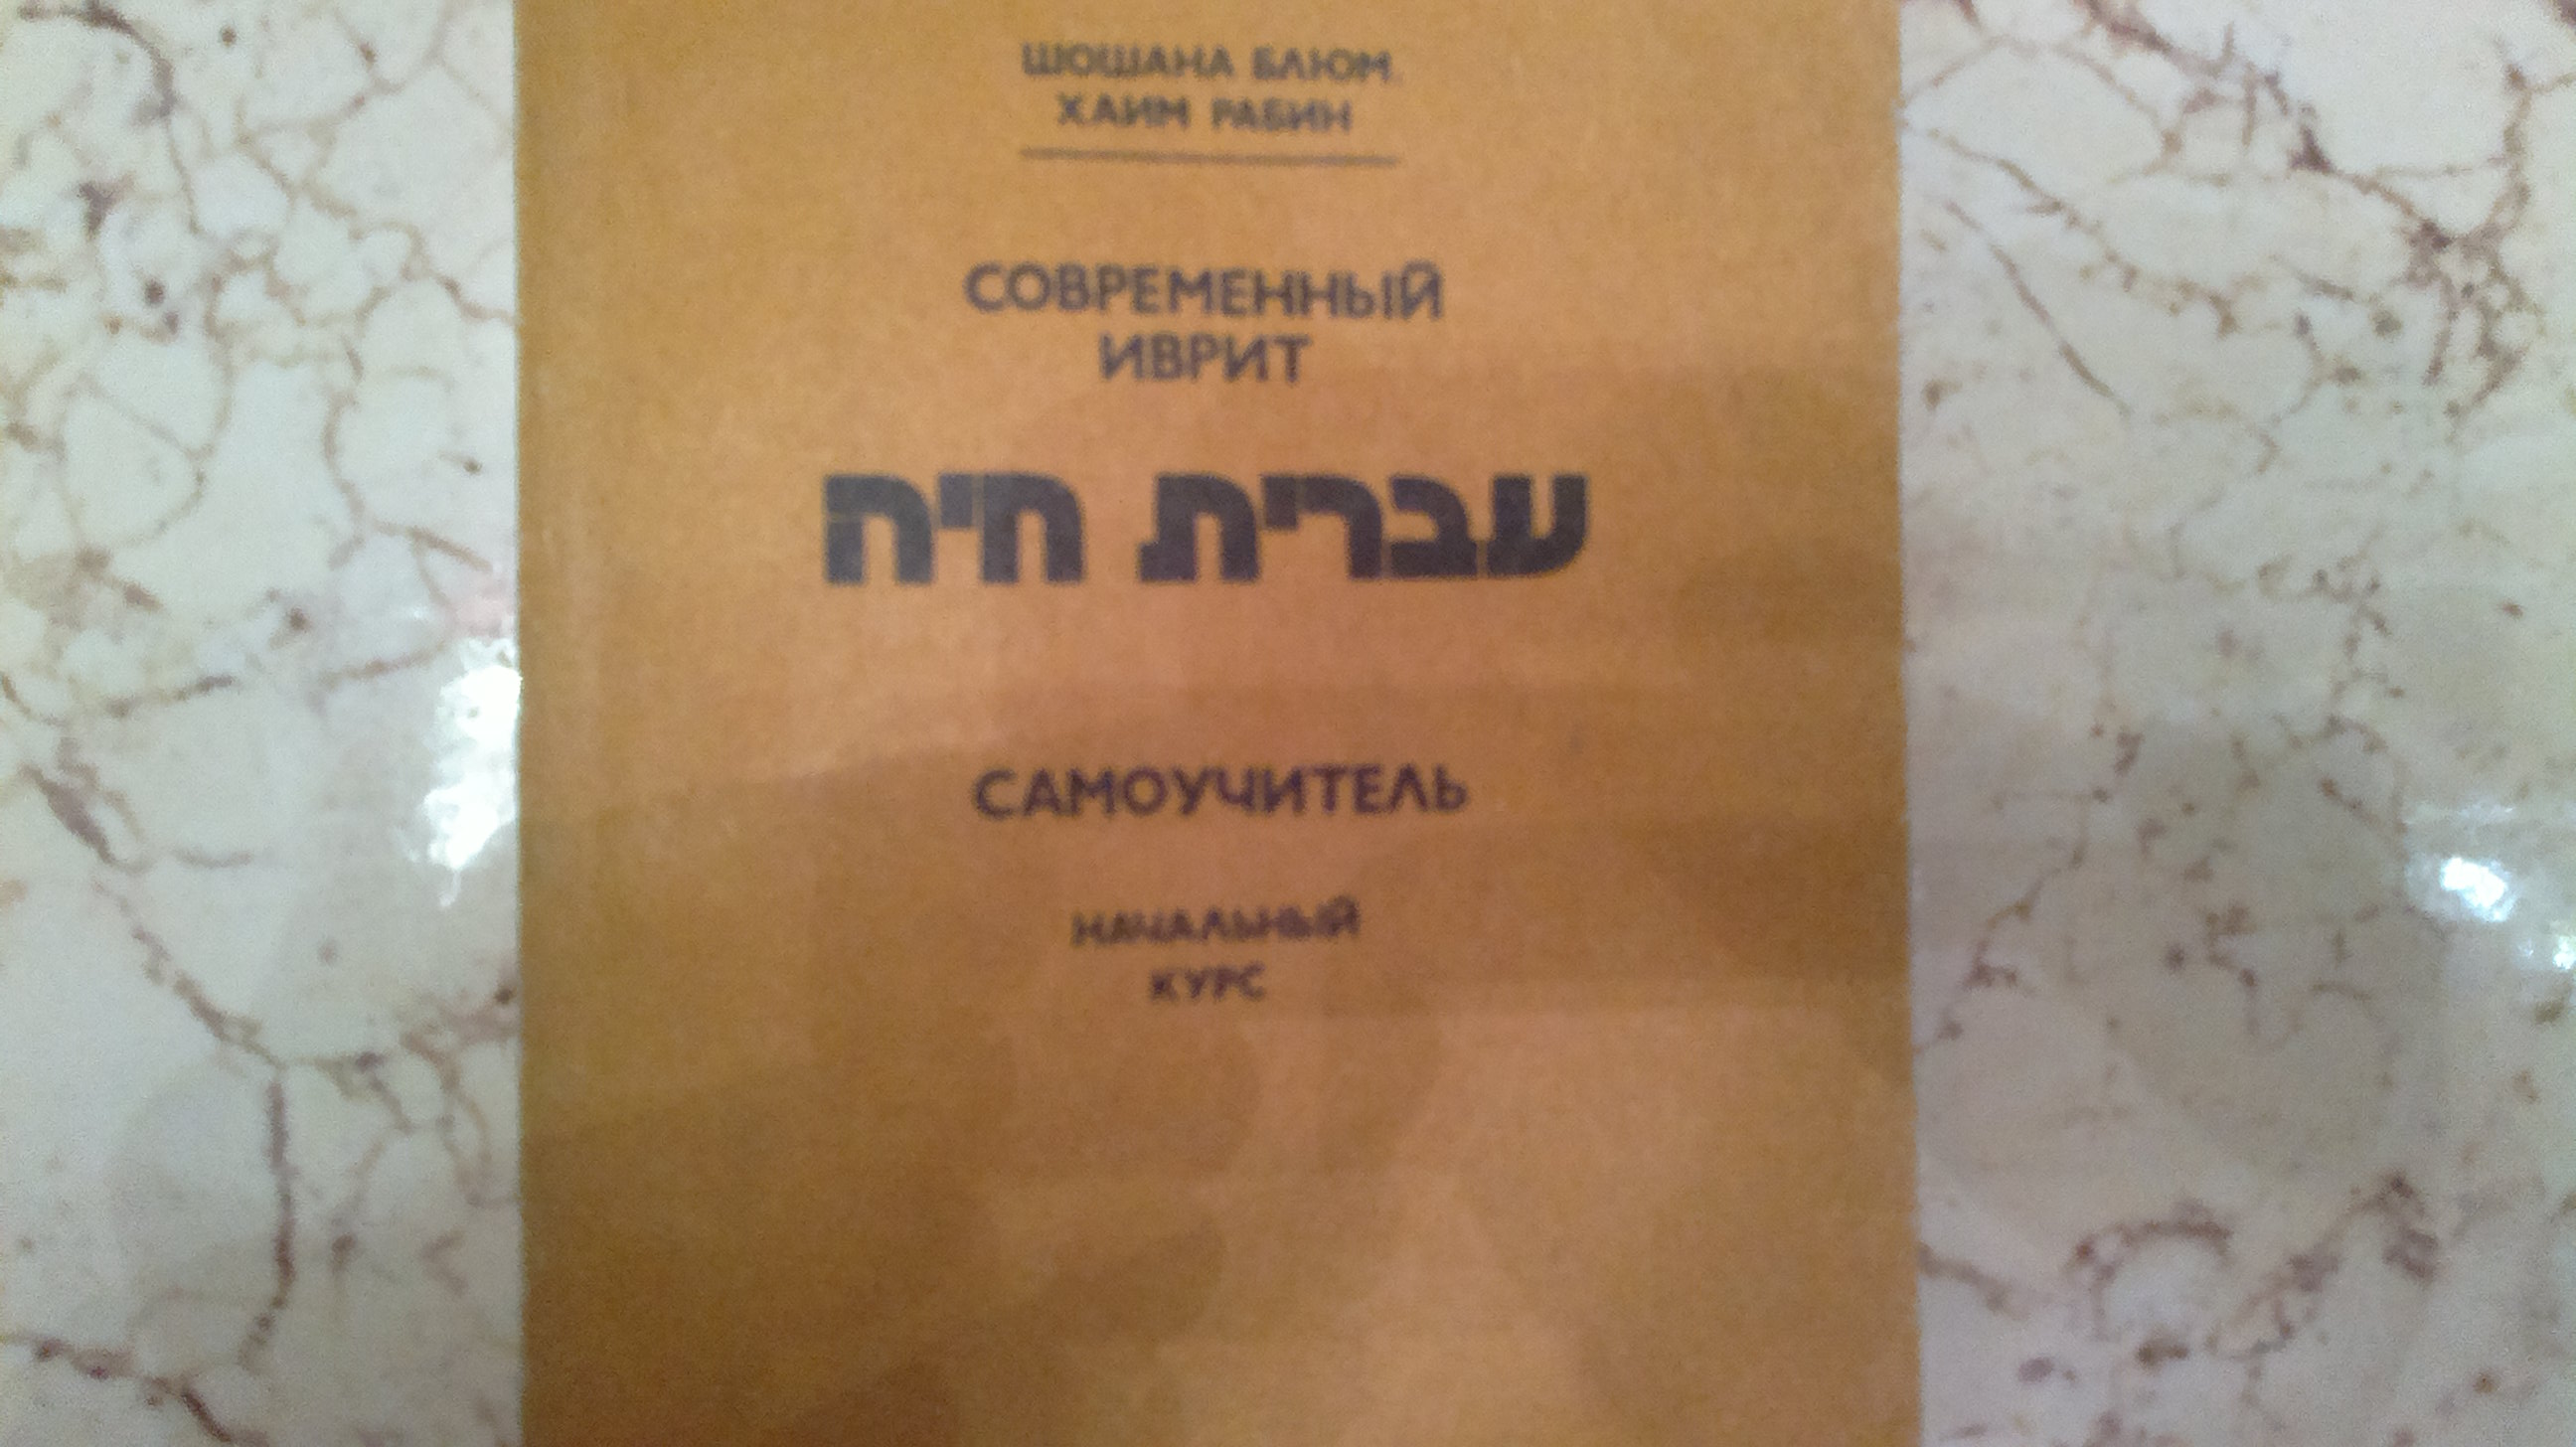 ШОШАНА БЛЮМ,
ХАИМ РАБИН
СОВРЕМЕННЫЙ
ИВРИТ
עברית חיה
САМОУЧИТЕЛЬ
НАЧАЛЬНЫЙ
КУРС